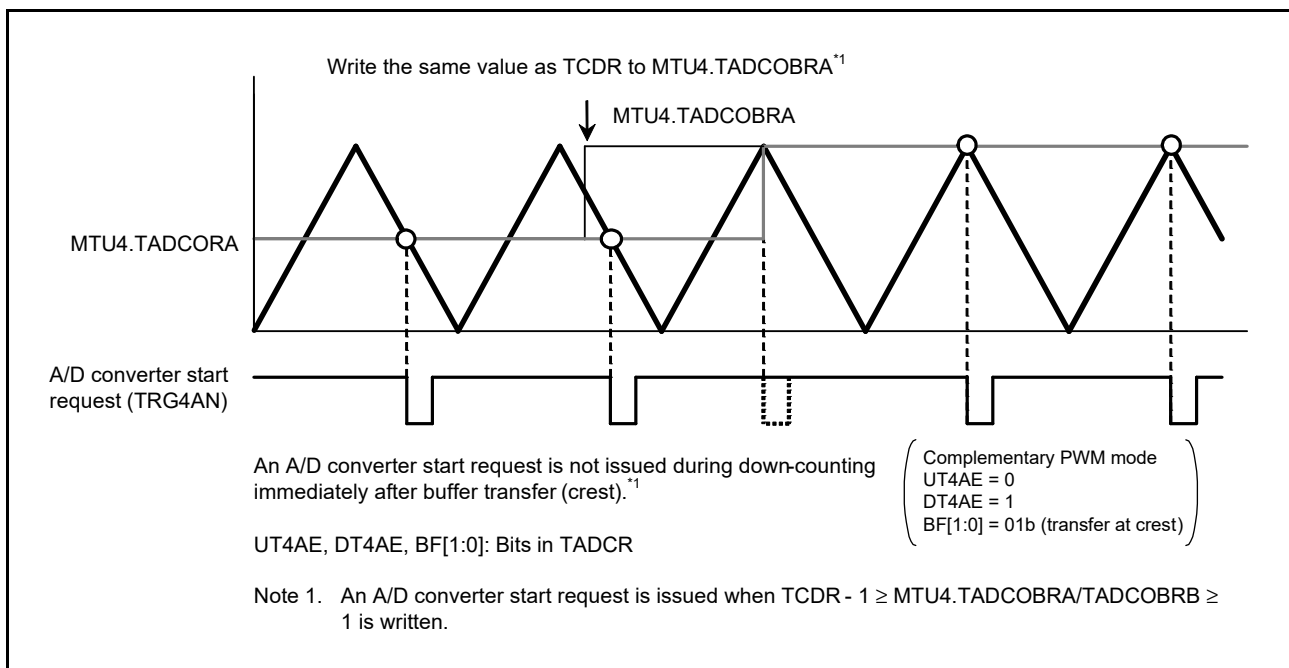 Write the same value as TCDR to MTU4.TADCOBRA*1
MTU4.TADCOBRA
MTU4.TADCORA
A/D converter start
request (TRG4AN)
An A/D converter start request is not issued during down-counting
immediately after buffer transfer (crest).*1
Complementary PWM mode
UT4AE = 0
DT4AE = 1
BF[1:0] = 01b (transfer at crest)
UT4AE, DT4AE, BF[1:0]: Bits in TADCR
Note 1. An A/D converter start request is issued when TCDR - 1 ≥ MTU4.TADCOBRA/TADCOBRB ≥
1 is written.